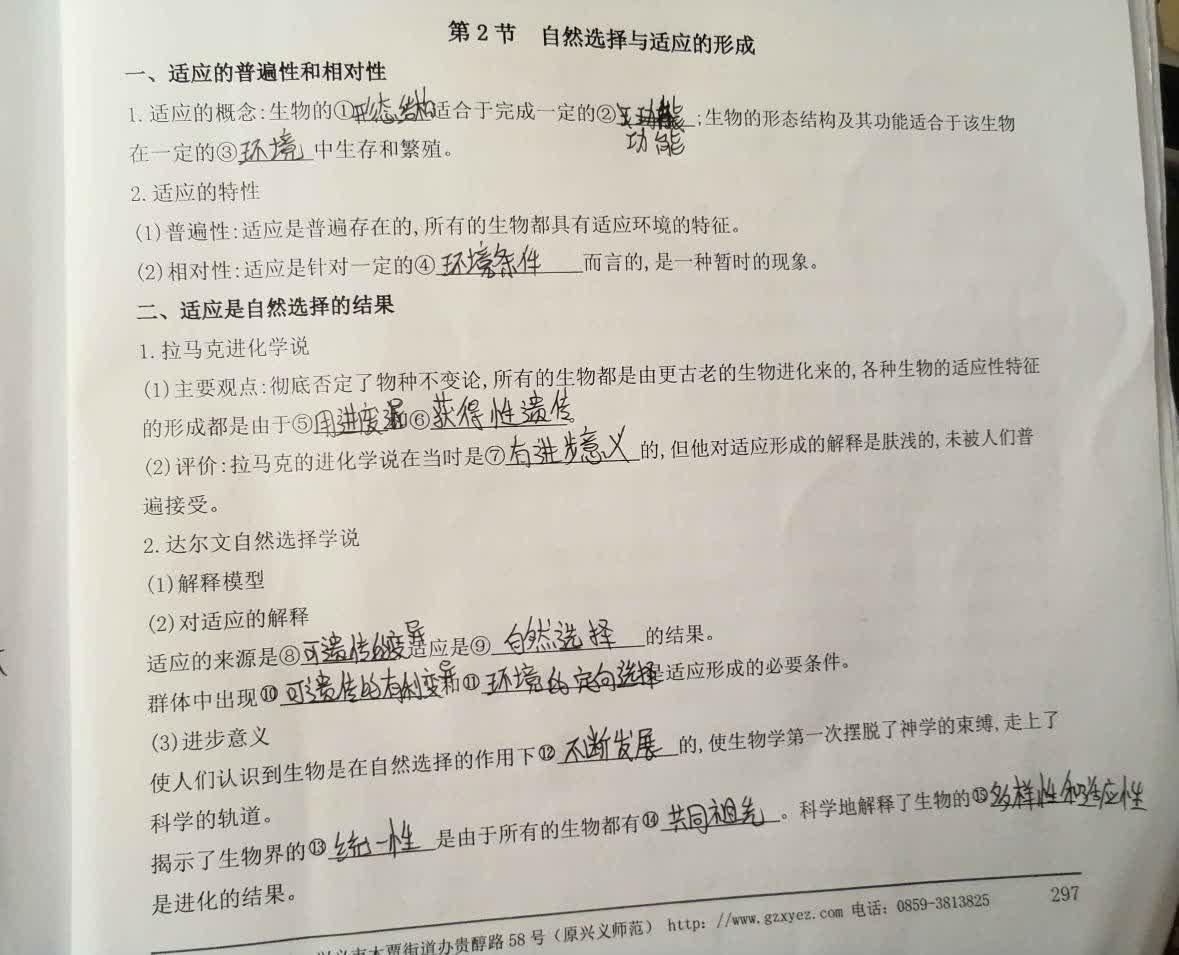 第2节 自然选择与适应的形成
一、适应的普遍性和相对性
1.适应的概念:生物的①形态结构适合于完成一定的②功能;生物的形态结构及其功能适合于该生物
功能
在一定的③环境中生存和繁殖。
2.适应的特性
(1)普遍性:适应是普遍存在的,所有的生物都具有适应环境的特征。
(2)相对性:适应是针对一定的④环境条件而言的,是一种暂时的现象。
二、适应是自然选择的结果
1.拉马克进化学说
(1)主要观点:彻底否定了物种不变论,所有的生物都是由更古老的生物进化来的,各种生物的适应性特征
的形成都是由于⑤用进废退和⑥获得性遗传。
(2)评价:拉马克的进化学说在当时是⑦有进步意义的,但他对适应形成的解释是肤浅的,未被人们普
遍接受。
2.达尔文自然选择学说
(1)解释模型
(2)对适应的解释
适应的来源是⑧可遗传的变异适应是⑨自然选择的结果。
群体中出现⑩可遗传的有利变异和⑪环境的定向选择是适应形成的必要条件。
(3)进步意义
使人们认识到生物是在自然选择的作用下⑫不断发展的,使生物学第一次摆脱了神学的束缚,走上了
科学的轨道。
揭示了生物界的⑬统一性是由于所有的生物都有⑭共同祖先。科学地解释了生物的⑮多样性和适应性
是进化的结果。
街道办贵醇路58号(原兴义师范) http: //www.gzxyez.com 电话: 0859-3813825
297